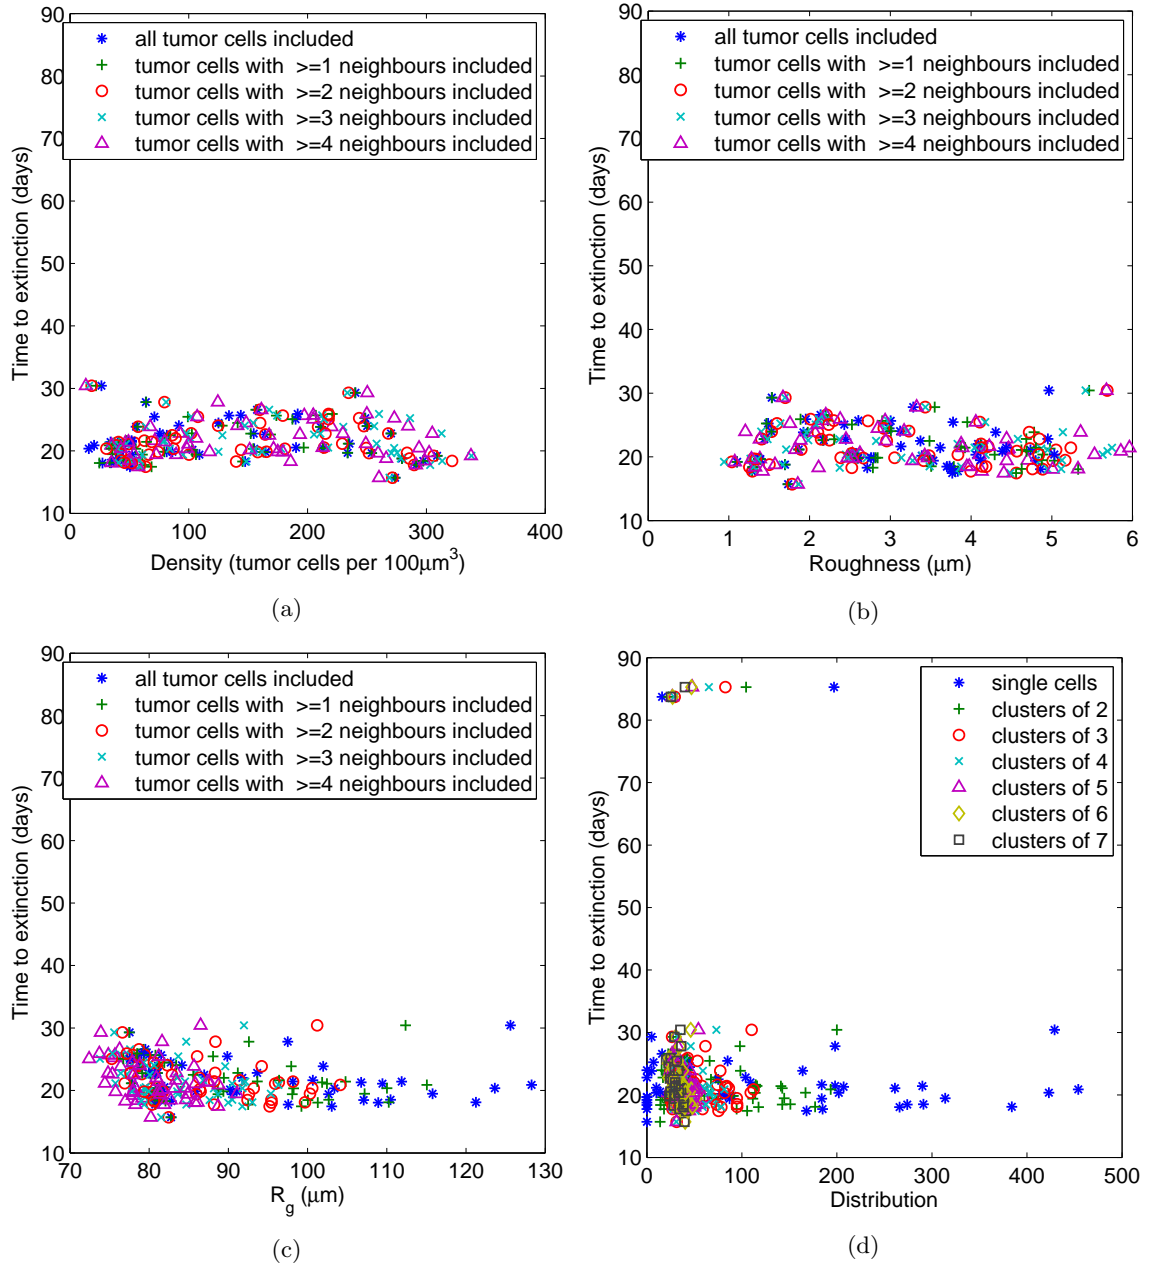 90
80
70
60
50
40
30
20
10
0
100
200
300
400
Time to extinction (days)
Density (tumor cells per 100μm³)
all tumor cells included
tumor cells with >=1 neighbours included
tumor cells with >=2 neighbours included
tumor cells with >=3 neighbours included
tumor cells with >=4 neighbours included
(a)
90
80
70
60
50
40
30
20
10
0
1
2
3
4
5
6
Time to extinction (days)
Roughness (μm)
all tumor cells included
tumor cells with >=1 neighbours included
tumor cells with >=2 neighbours included
tumor cells with >=3 neighbours included
tumor cells with >=4 neighbours included
(b)
90
80
70
60
50
40
30
20
10
70
80
90
100
110
120
130
Time to extinction (days)
R_g (μm)
all tumor cells included
tumor cells with >=1 neighbours included
tumor cells with >=2 neighbours included
tumor cells with >=3 neighbours included
tumor cells with >=4 neighbours included
(c)
90
80
70
60
50
40
30
20
10
0
100
200
300
400
500
Time to extinction (days)
Distribution
single cells
clusters of 2
clusters of 3
clusters of 4
clusters of 5
clusters of 6
clusters of 7
(d)